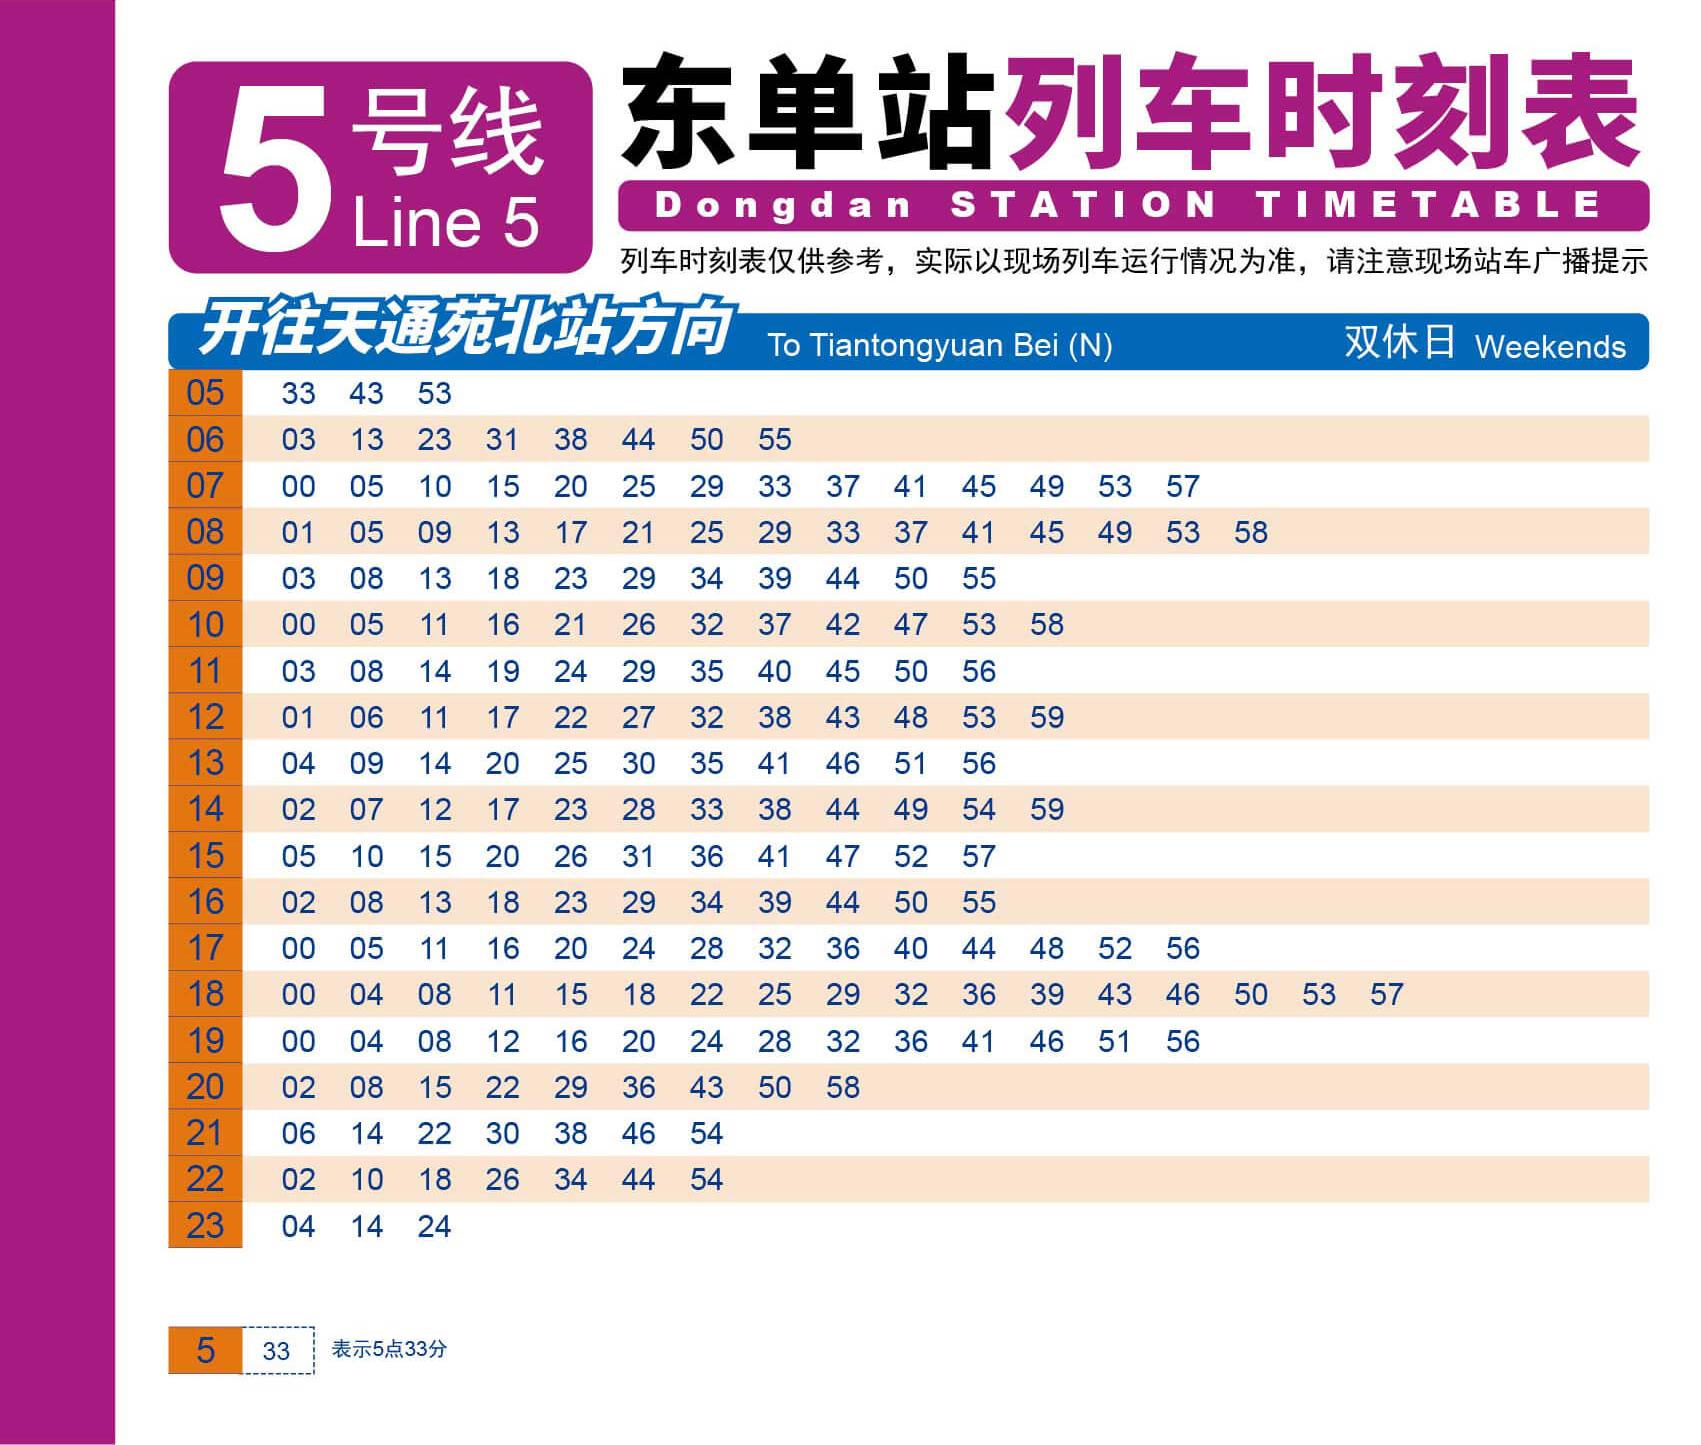 5号线
Line 5
东单站列车时刻表
Dongdan STATION TIMETABLE
列车时刻表仅供参考，实际以现场列车运行情况为准，请注意现场站车广播提示
开往天通苑北站方向 To Tiantongyuan Bei (N) 双休日 Weekends
05 33 43 53
06 03 13 23 31 38 44 50 55
07 00 05 10 15 20 25 29 33 37 41 45 49 53 57
08 01 05 09 13 17 21 25 29 33 37 41 45 49 53 58
09 03 08 13 18 23 29 34 39 44 50 55
10 00 05 11 16 21 26 32 37 42 47 53 58
11 03 08 14 19 24 29 35 40 45 50 56
12 01 06 11 17 22 27 32 38 43 48 53 59
13 04 09 14 20 25 30 35 41 46 51 56
14 02 07 12 17 23 28 33 38 44 49 54 59
15 05 10 15 20 26 31 36 41 47 52 57
16 02 08 13 18 23 29 34 39 44 50 55
17 00 05 11 16 20 24 28 32 36 40 44 48 52 56
18 00 04 08 11 15 18 22 25 29 32 36 39 43 46 50 53 57
19 00 04 08 12 16 20 24 28 32 36 41 46 51 56
20 02 08 15 22 29 36 43 50 58
21 06 14 22 30 38 46 54
22 02 10 18 26 34 44 54
23 04 14 24
5 33 表示5点33分